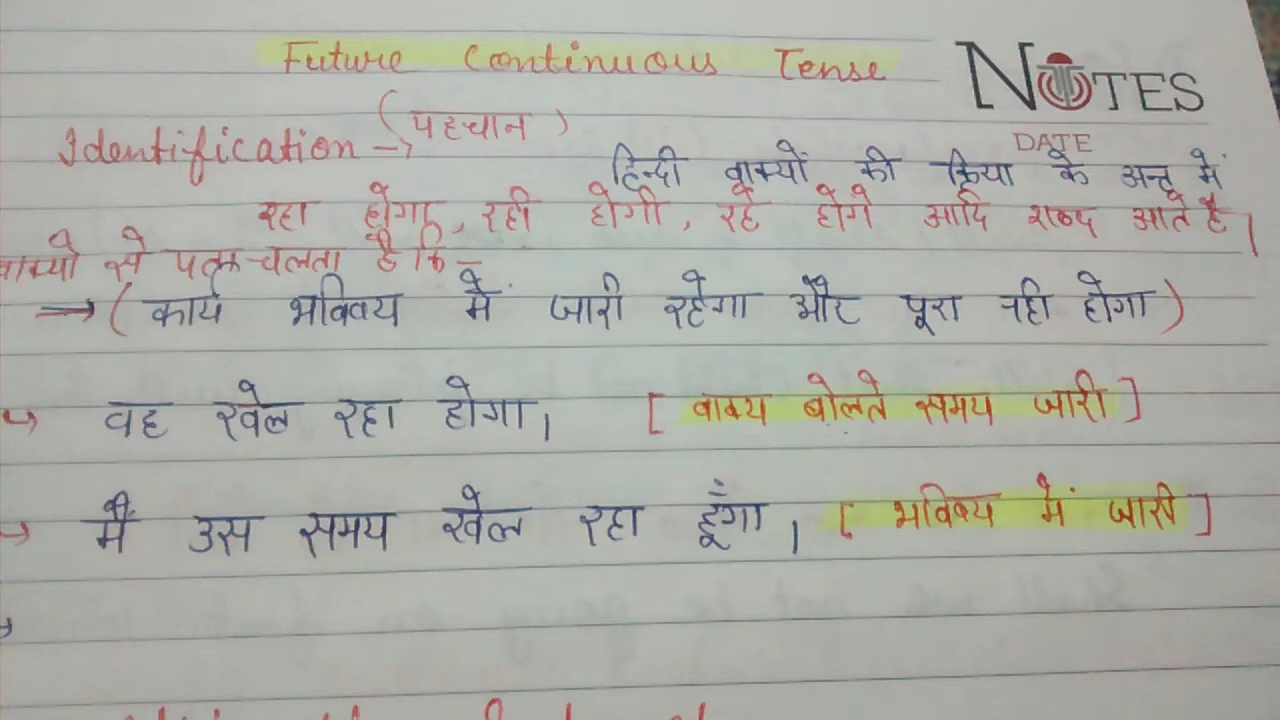 Future Continuous Tense
NOTES
DATE
Identification → (पहचान)
हिन्दी वाक्यों की क्रिया के अन्त में
रहा होगा, रही होगी, रहे होगे आदि शब्द आते है।
वाक्यो से पता चलता है कि –
→ (कार्य भविष्य में जारी रहेगा और पूरा नही होगा)
↪ वह खेल रहा होगा। [वाक्य बोलते समय जारी]
→ मैं उस समय खेल रहा हूँगा। [भविष्य में जारी]